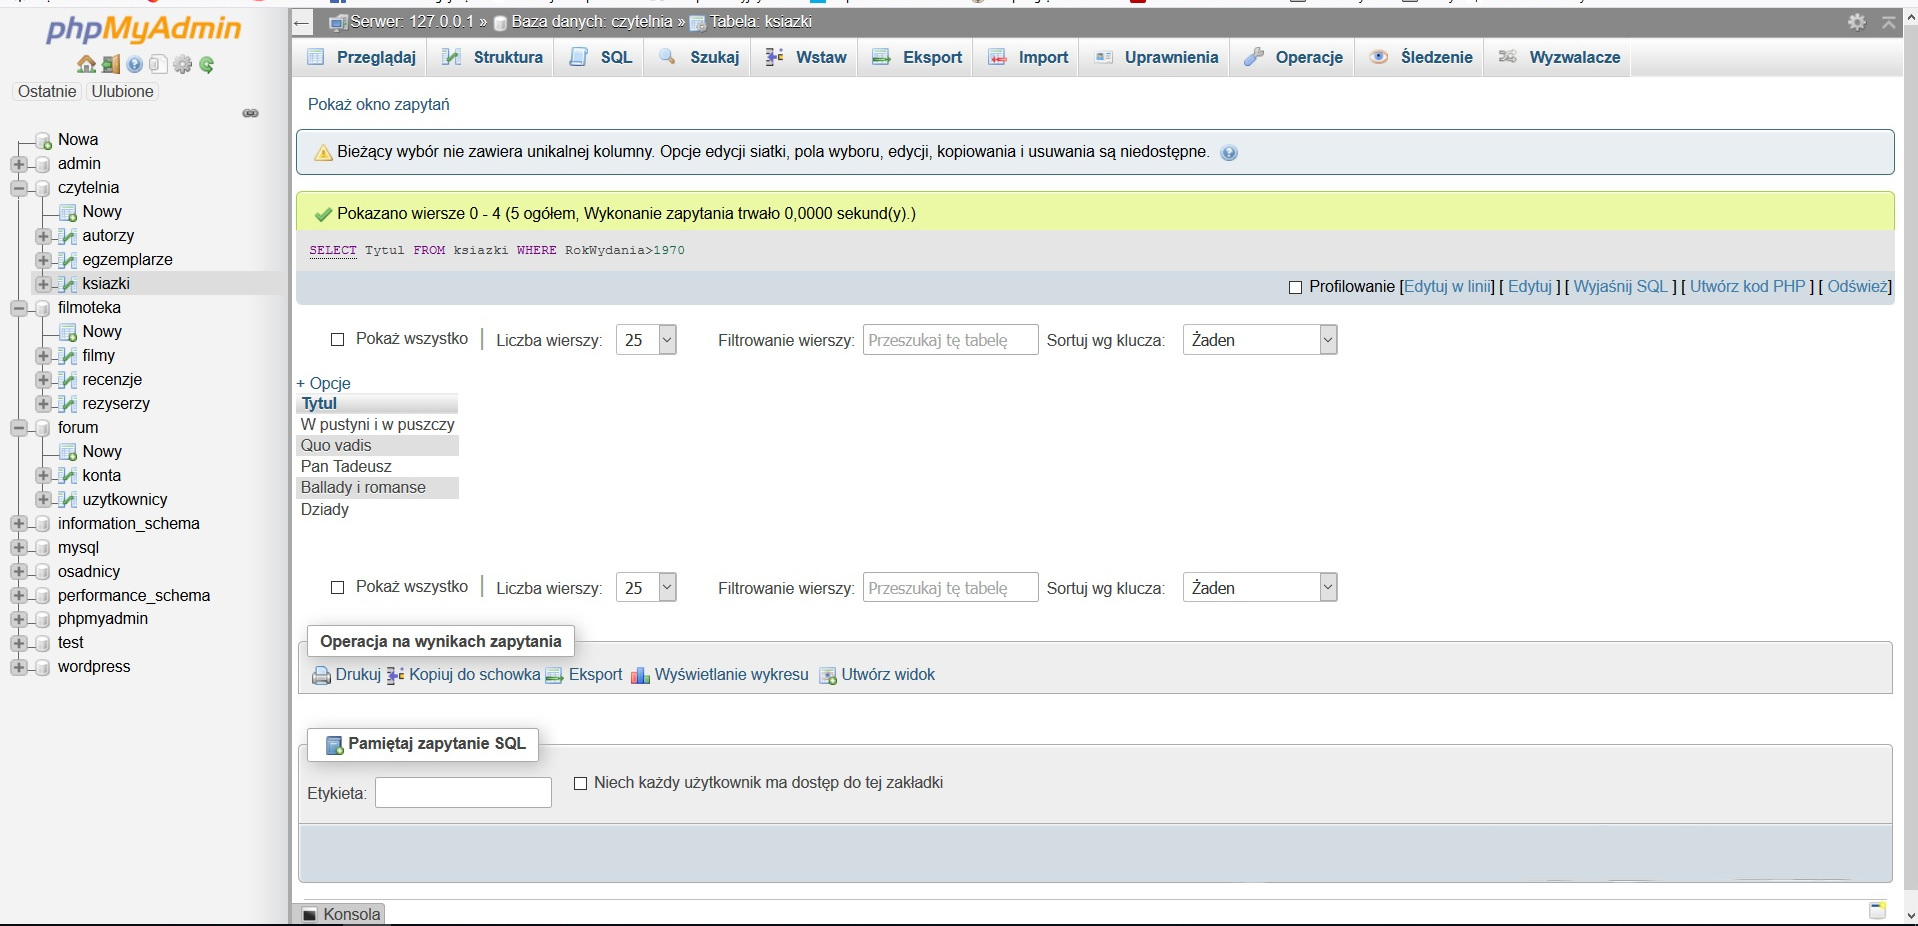 phpMyAdmin
Ostatnie Ulubione
Nowa
admin
czytelnia
Nowy
autorzy
egzemplarze
ksiazki
filmoteka
Nowy
filmy
recenzje
rezyserzy
forum
Nowy
konta
uzytkownicy
information_schema
mysql
osadnicy
performance_schema
phpmyadmin
test
wordpress
Serwer: 127.0.0.1 » Baza danych: czytelnia » Tabela: ksiazki
Przeglądaj Struktura SQL Szukaj Wstaw Eksport Import Uprawnienia Operacje Śledzenie Wyzwalacze
Pokaż okno zapytań
Bieżący wybór nie zawiera unikalnej kolumny. Opcje edycji siatki, pola wyboru, edycji, kopiowania i usuwania są niedostępne.
Pokazano wiersze 0 - 4 (5 ogółem, Wykonanie zapytania trwało 0,0000 sekund(y).)
SELECT Tytul FROM ksiazki WHERE RokWydania>1970
Profilowanie [Edytuj w linii] [ Edytuj ] [ Wyjaśnij SQL ] [ Utwórz kod PHP ] [ Odśwież]
Pokaż wszystko | Liczba wierszy: 25 Filtrowanie wierszy: Przeszukaj tę tabelę Sortuj wg klucza: Żaden
+ Opcje
Tytul
W pustyni i w puszczy
Quo vadis
Pan Tadeusz
Ballady i romanse
Dziady
Pokaż wszystko | Liczba wierszy: 25 Filtrowanie wierszy: Przeszukaj tę tabelę Sortuj wg klucza: Żaden
Operacja na wynikach zapytania
Drukuj Kopiuj do schowka Eksport Wyświetlanie wykresu Utwórz widok
Pamiętaj zapytanie SQL
Etykieta: Niech każdy użytkownik ma dostęp do tej zakładki
Konsola